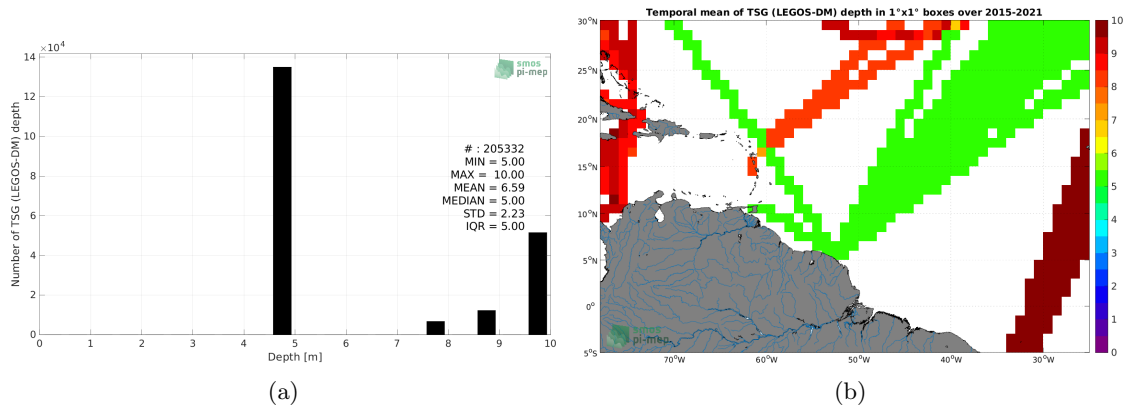 ×10⁴
14
12
10
8
6
4
2
0
Number of TSG (LEGOS-DM) depth
smos
pi-mep
# : 205332
MIN = 5.00
MAX = 10.00
MEAN = 6.59
MEDIAN = 5.00
STD = 2.23
IQR = 5.00
0 1 2 3 4 5 6 7 8 9 10
Depth [m]
(a)
Temporal mean of TSG (LEGOS-DM) depth in 1°x1° boxes over 2015-2021
30°N
25°N
20°N
15°N
10°N
5°N
0°
5°S
70°W 60°W 50°W 40°W 30°W
smos
pi-mep
10
9
8
7
6
5
4
3
2
1
0
(b)